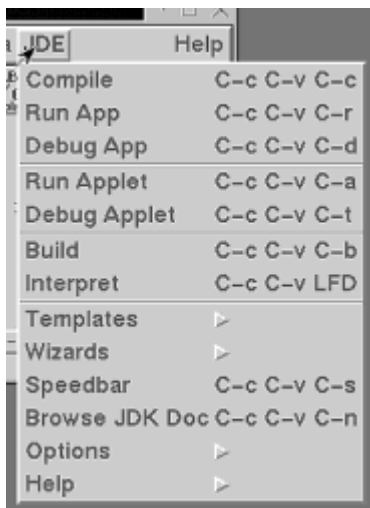 JDE Help
Compile C-c C-v C-c
Run App C-c C-v C-r
Debug App C-c C-v C-d
Run Applet C-c C-v C-a
Debug Applet C-c C-v C-t
Build C-c C-v C-b
Interpret C-c C-v LFD
Templates
Wizards
Speedbar C-c C-v C-s
Browse JDK Doc C-c C-v C-n
Options
Help